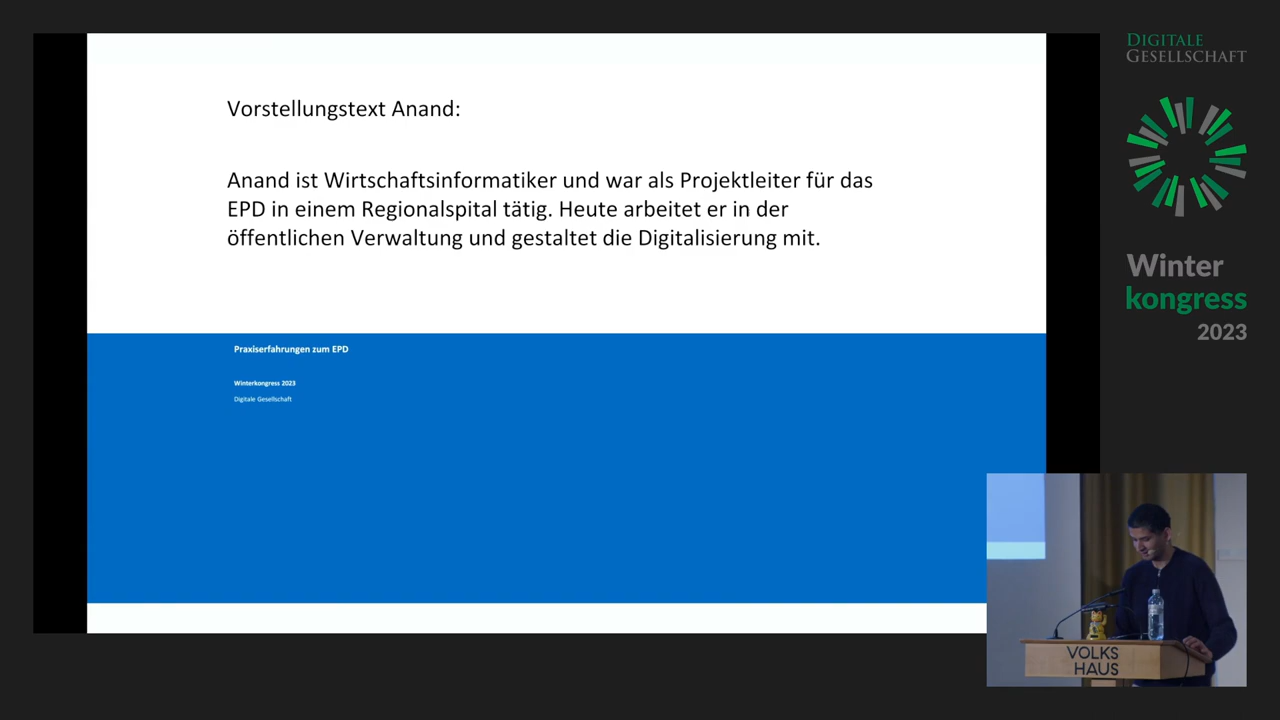 Vorstellungstext Anand:
Anand ist Wirtschaftsinformatiker und war als Projektleiter für das
EPD in einem Regionalspital tätig. Heute arbeitet er in der
öffentlichen Verwaltung und gestaltet die Digitalisierung mit.
Praxiserfahrungen zum EPD
Winterkongress 2023
Digitale Gesellschaft
DIGITALE
GESELLSCHAFT
Winter
kongress
2023
VOLKS
HAUS